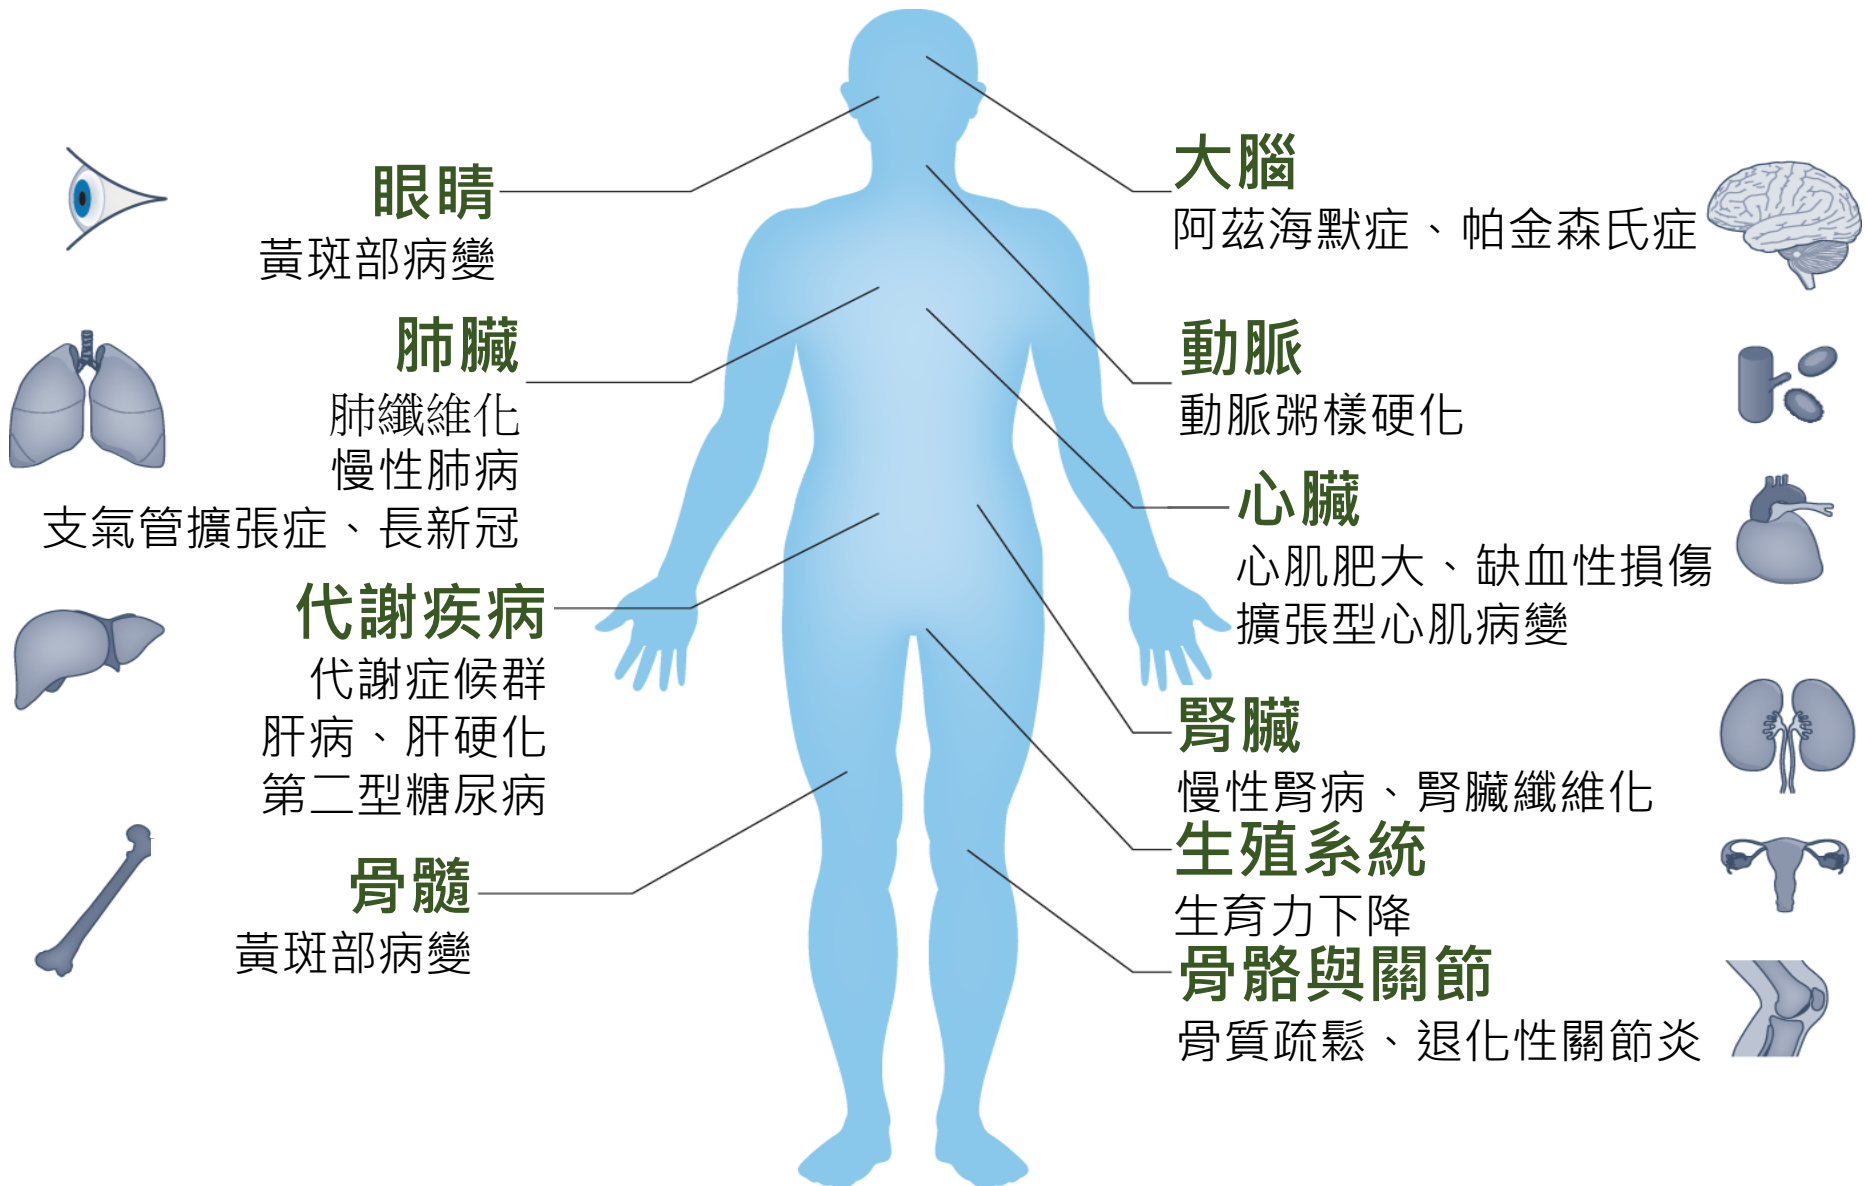 眼睛
黃斑部病變
肺臟
肺纖維化
慢性肺病
支氣管擴張症、長新冠
代謝疾病
代謝症候群
肝病、肝硬化
第二型糖尿病
骨髓
黃斑部病變
大腦
阿茲海默症、帕金森氏症
動脈
動脈粥樣硬化
心臟
心肌肥大、缺血性損傷
擴張型心肌病變
腎臟
慢性腎病、腎臟纖維化
生殖系統
生育力下降
骨骼與關節
骨質疏鬆、退化性關節炎